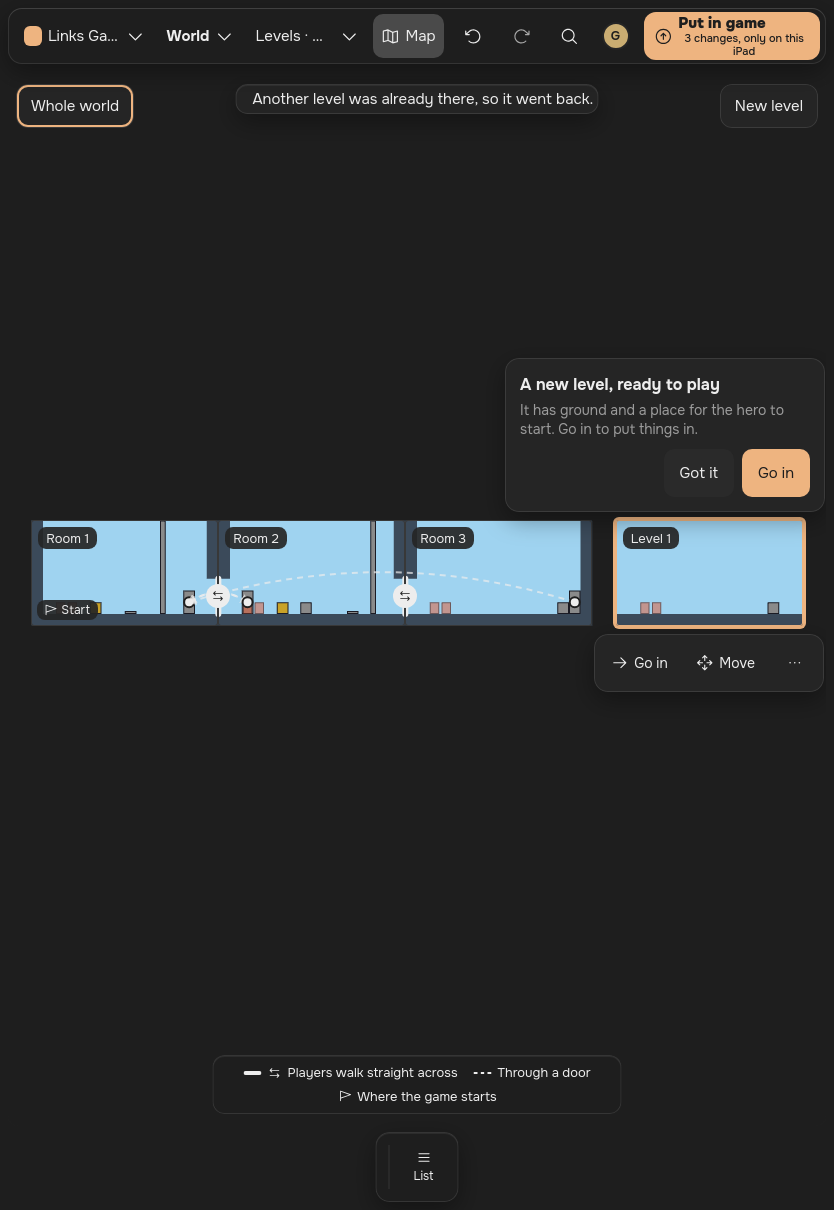 Links Ga...
World
Levels · ...
Map
G
Put in game
3 changes, only on this
iPad
Whole world
Another level was already there, so it went back.
New level
A new level, ready to play
It has ground and a place for the hero to
start. Go in to put things in.
Got it
Go in
Room 1
Room 2
Room 3
Level 1
Start
Go in
Move
...
Players walk straight across
Through a door
Where the game starts
List